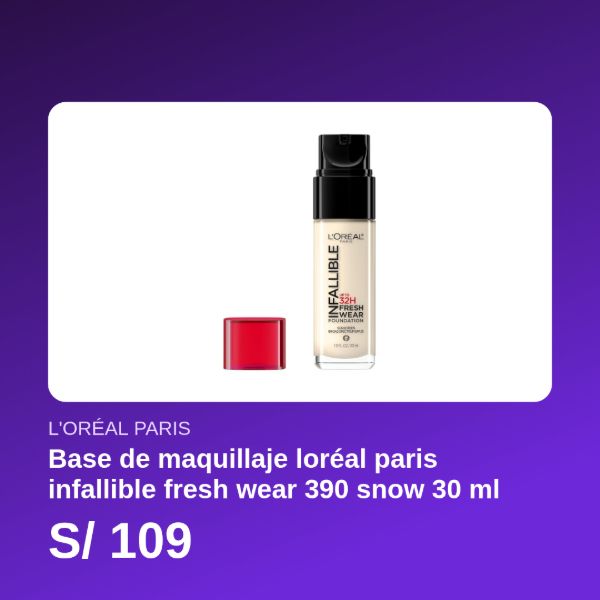 L'ORÉAL
PARIS
INFALLIBLE
UP TO
32H
FRESH
WEAR
FOUNDATION
L'ORÉAL PARIS
Base de maquillaje loréal paris
infallible fresh wear 390 snow 30 ml
S/ 109